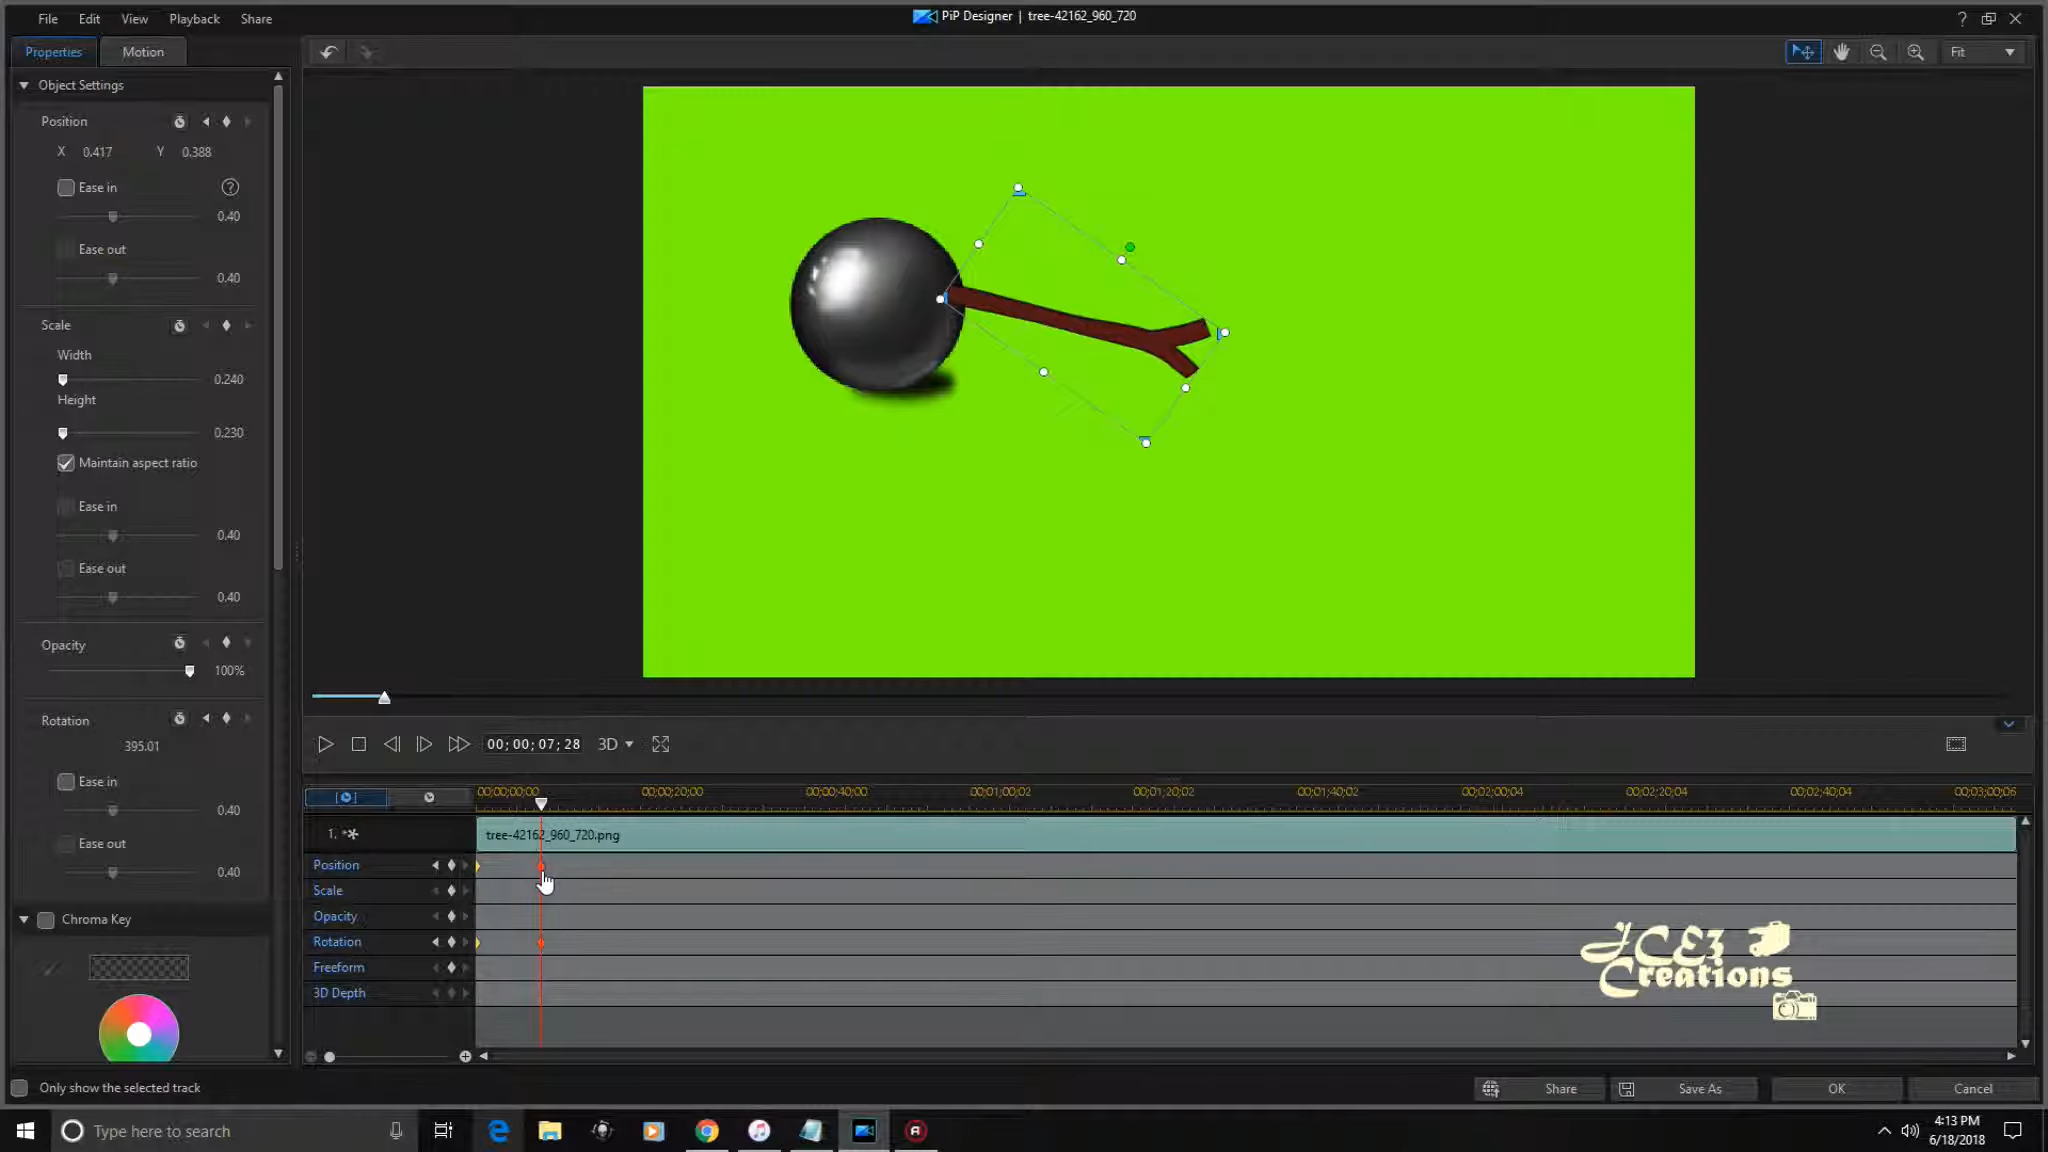 File Edit View Playback Share
PiP Designer | tree-42162_960_720
?
Properties Motion
Fit
Object Settings
Position
X 0.417 Y 0.388
Ease in ?
0.40
Ease out
0.40
Scale
Width
0.240
Height
0.230
Maintain aspect ratio
Ease in
0.40
Ease out
0.40
Opacity
100%
Rotation
395.01
Ease in
0.40
Ease out
0.40
Chroma Key
00; 00; 07; 28 3D
00;00;00;00 00;00;20;00 00;00;40;00 00;01;00;02 00;01;20;02 00;01;40;02 00;02;00;04 00;02;20;04 00;02;40;04 00;03;00;06
1. tree-42162_960_720.png
Position
Scale
Opacity
Rotation
Freeform
3D Depth
JCEz
Creations
Only show the selected track
Share Save As OK Cancel
Type here to search
4:13 PM
6/18/2018